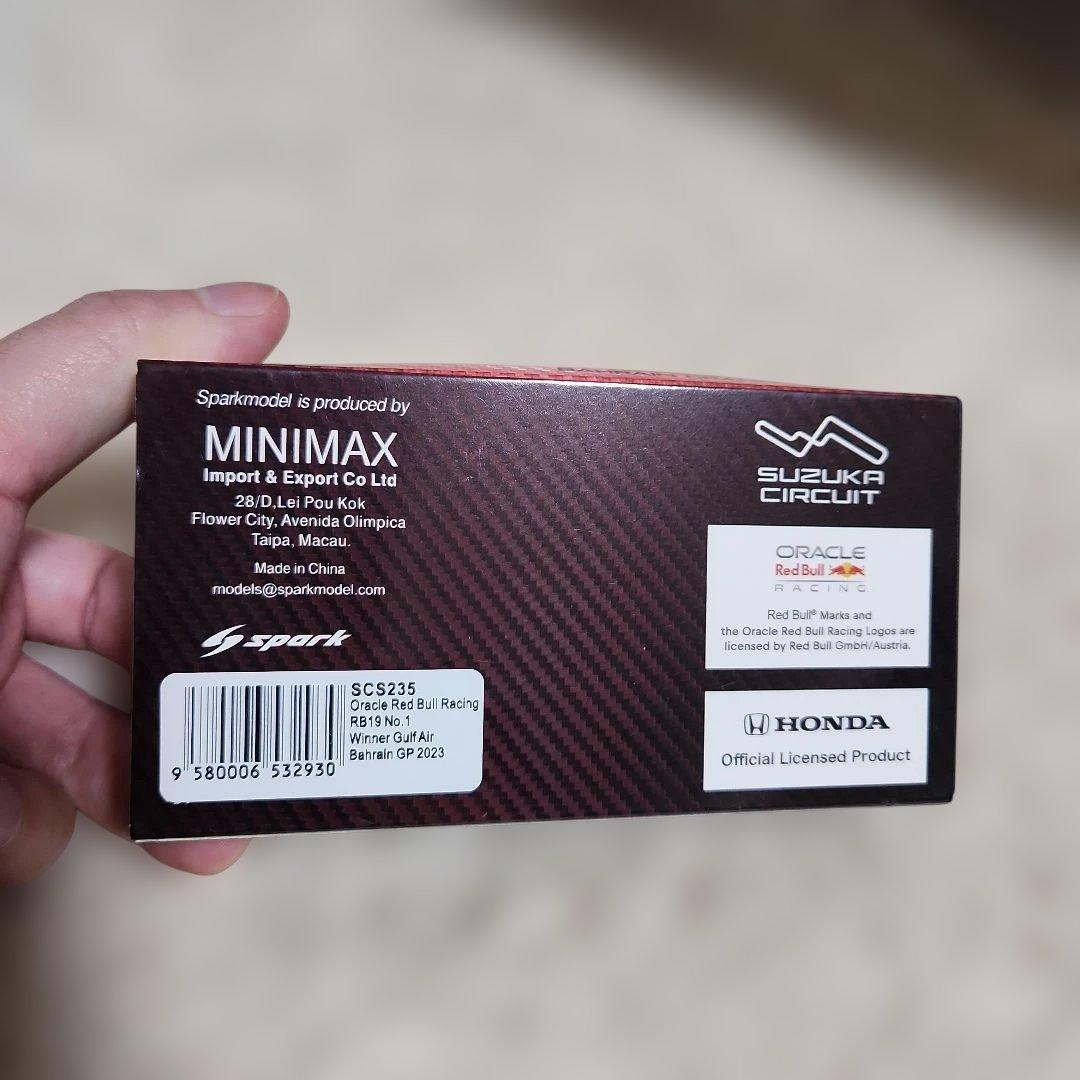 Sparkmodel is produced by
MINIMAX
Import & Export Co Ltd
28/D,Lei Pou Kok
Flower City, Avenida Olimpica
Taipa, Macau.
Made in China
models@sparkmodel.com
spark
SCS235
Oracle Red Bull Racing
RB19 No.1
Winner Gulf Air
Bahrain GP 2023
9 580006 532930
SUZUKA
CIRCUIT
ORACLE
Red Bull
RACING
Red Bull® Marks and
the Oracle Red Bull Racing Logos are
licensed by Red Bull GmbH/Austria.
HONDA
Official Licensed Product